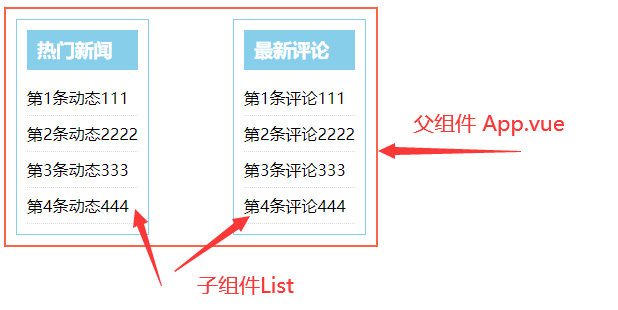 热门新闻
第1条动态111
第2条动态2222
第3条动态333
第4条动态444
最新评论
第1条评论111
第2条评论2222
第3条评论333
第4条评论444
父组件 App.vue
子组件List